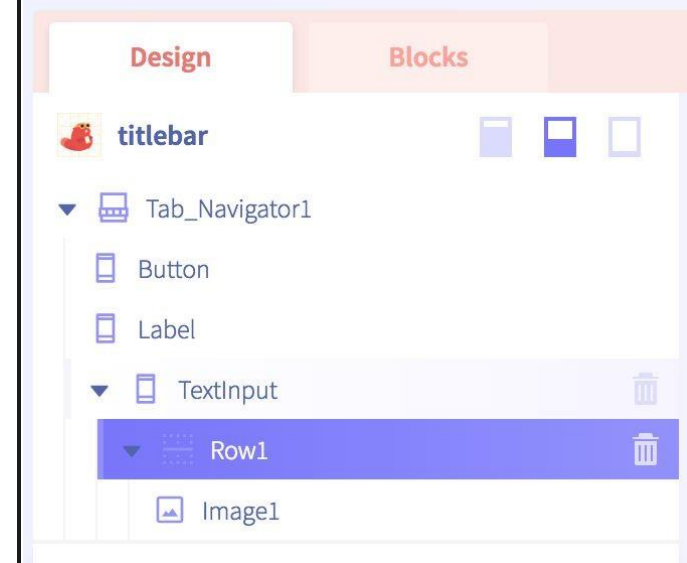 Design Blocks
titlebar
Tab_Navigator1
Button
Label
TextInput
Row1
Image1